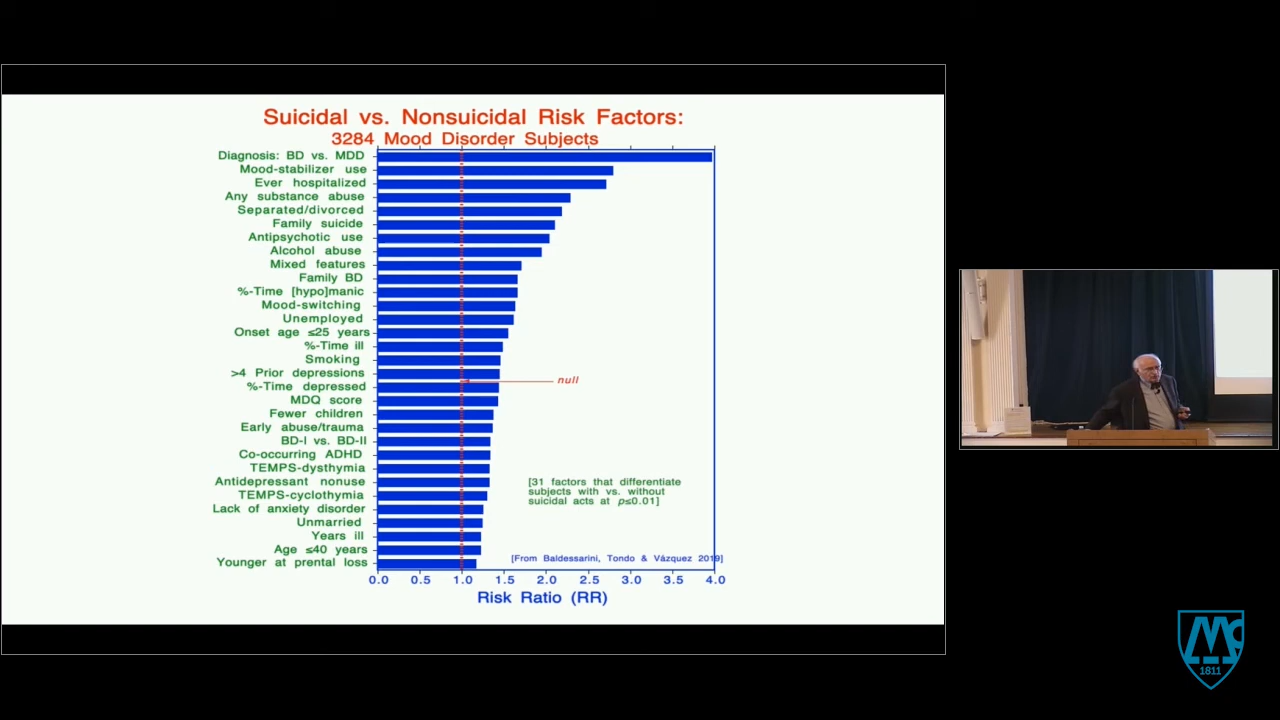 Suicidal vs. Nonsuicidal Risk Factors:
3284 Mood Disorder Subjects
Diagnosis: BD vs. MDD
Mood-stabilizer use
Ever hospitalized
Any substance abuse
Separated/divorced
Family suicide
Antipsychotic use
Alcohol abuse
Mixed features
Family BD
%-Time [hypo]manic
Mood-switching
Unemployed
Onset age ≤25 years
%-Time ill
Smoking
>4 Prior depressions
%-Time depressed
null
MDQ score
Fewer children
Early abuse/trauma
BD-I vs. BD-II
Co-occurring ADHD
TEMPS-dysthymia
Antidepressant nonuse
TEMPS-cyclothymia
Lack of anxiety disorder
Unmarried
Years ill
Age ≤40 years
Younger at prental loss
[31 factors that differentiate
subjects with vs. without
suicidal acts at p≤0.01]
[From Baldessarini, Tondo & Vázquez 2019]
0.0 0.5 1.0 1.5 2.0 2.5 3.0 3.5 4.0
Risk Ratio (RR)
1811